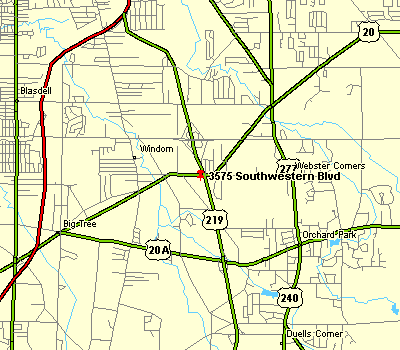 20
Blasdell
Windom
277
Webster Corners
3575 Southwestern Blvd
219
Big Tree
Orchard Park
20A
240
Duells Corner